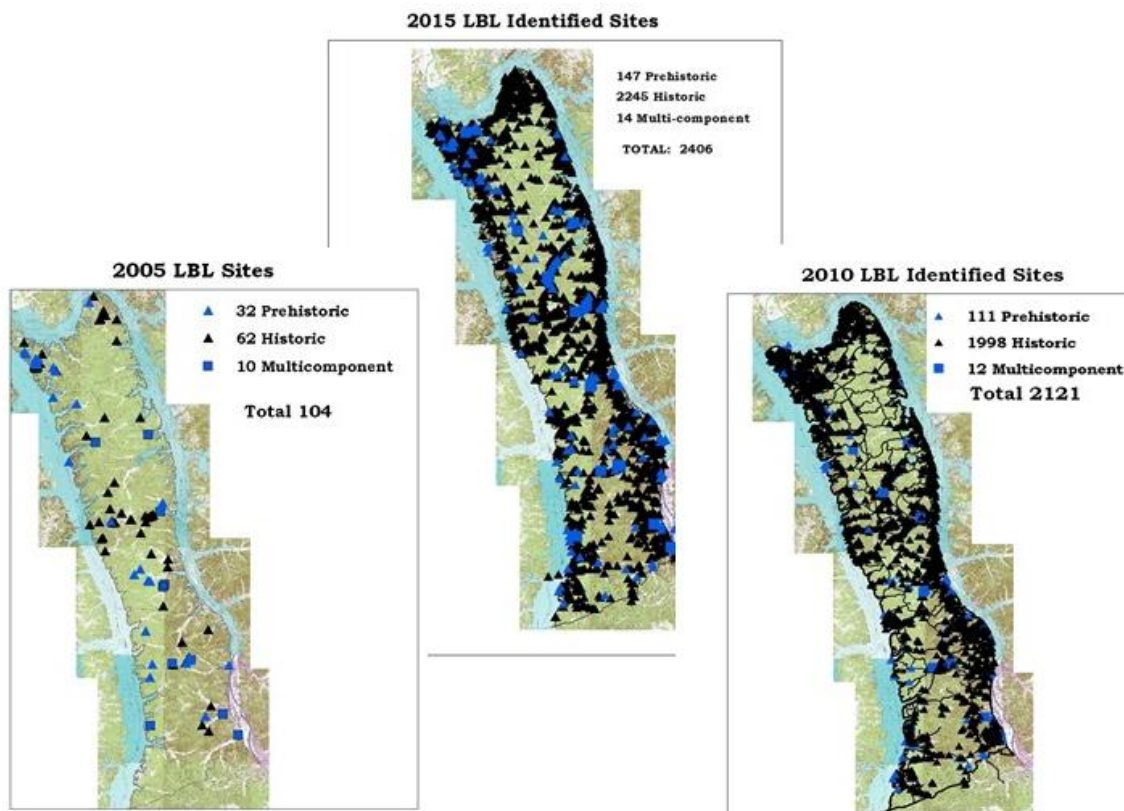 2015 LBL Identified Sites
147 Prehistoric
2245 Historic
14 Multi-component
TOTAL: 2406
2005 LBL Sites
32 Prehistoric
62 Historic
10 Multicomponent
Total 104
2010 LBL Identified Sites
111 Prehistoric
1998 Historic
12 Multicomponent
Total 2121